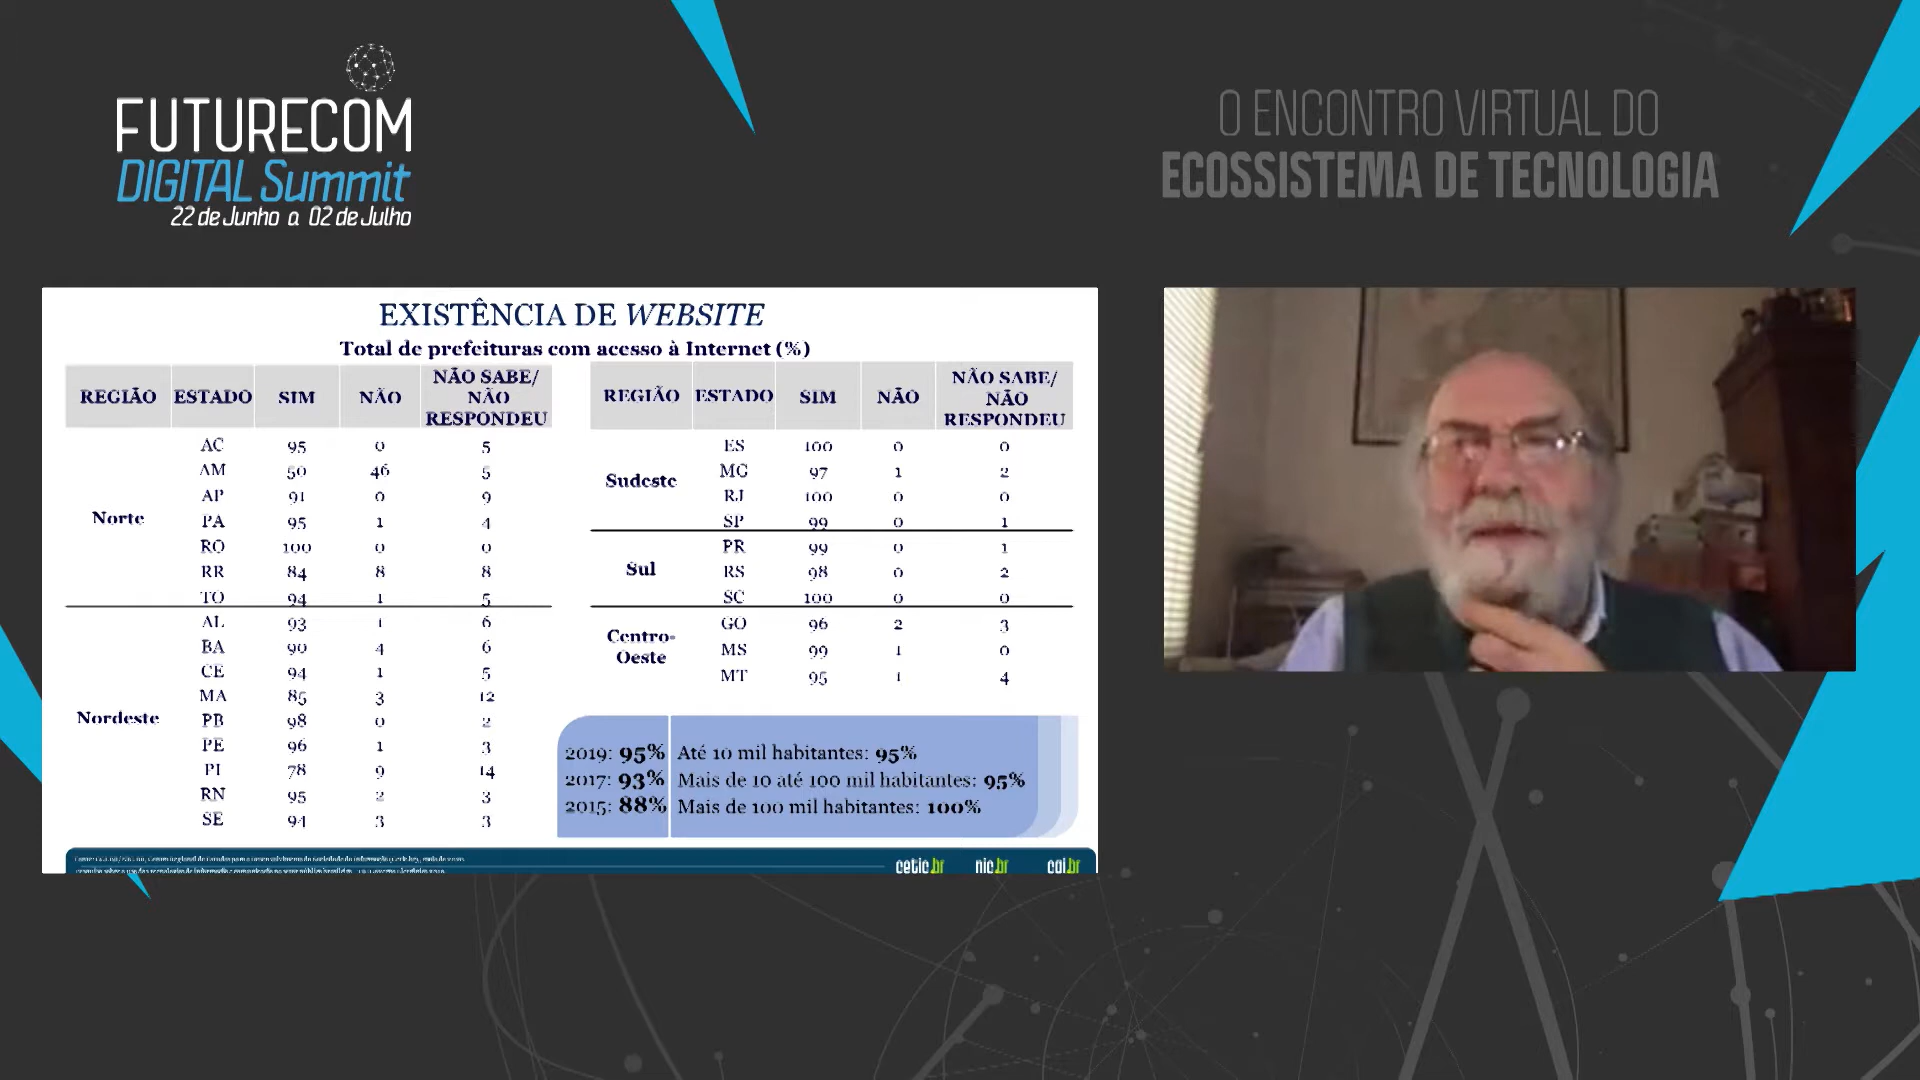 FUTURECOM
DIGITAL Summit
22 de Junho a 02 de Julho
O ENCONTRO VIRTUAL DO
ECOSSISTEMA DE TECNOLOGIA
EXISTÊNCIA DE WEBSITE
Total de prefeituras com acesso à Internet (%)
REGIÃO ESTADO SIM NÃO NÃO SABE/ NÃO RESPONDEU
AC 95 0 5
AM 50 46 5
AP 91 0 9
Norte PA 95 1 4
RO 100 0 0
RR 84 8 8
TO 94 1 5
AL 93 1 6
BA 90 4 6
CE 94 1 5
MA 85 3 12
Nordeste PB 98 0 2
PE 96 1 3
PI 78 9 14
RN 95 2 3
SE 94 3 3
REGIÃO ESTADO SIM NÃO NÃO SABE/ NÃO RESPONDEU
ES 100 0 0
Sudeste MG 97 1 2
RJ 100 0 0
SP 99 0 1
PR 99 0 1
Sul RS 98 0 2
SC 100 0 0
GO 96 2 3
Centro-Oeste MS 99 1 0
MT 95 1 4
2019: 95% Até 10 mil habitantes: 95%
2017: 93% Mais de 10 até 100 mil habitantes: 95%
2015: 88% Mais de 100 mil habitantes: 100%
cetic.br nic.br cgi.br